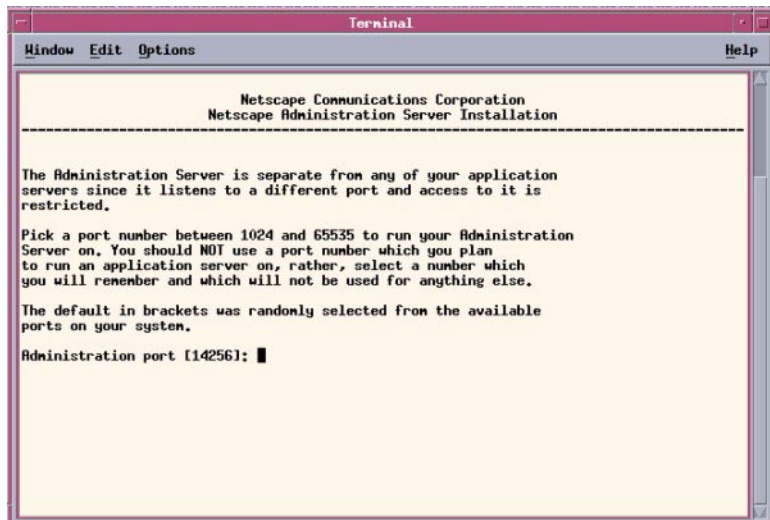 Terminal
Window Edit Options Help
Netscape Communications Corporation
Netscape Administration Server Installation
The Administration Server is separate from any of your application
servers since it listens to a different port and access to it is
restricted.
Pick a port number between 1024 and 65535 to run your Administration
Server on. You should NOT use a port number which you plan
to run an application server on, rather, select a number which
you will remember and which will not be used for anything else.
The default in brackets was randomly selected from the available
ports on your system.
Administration port [14256]: